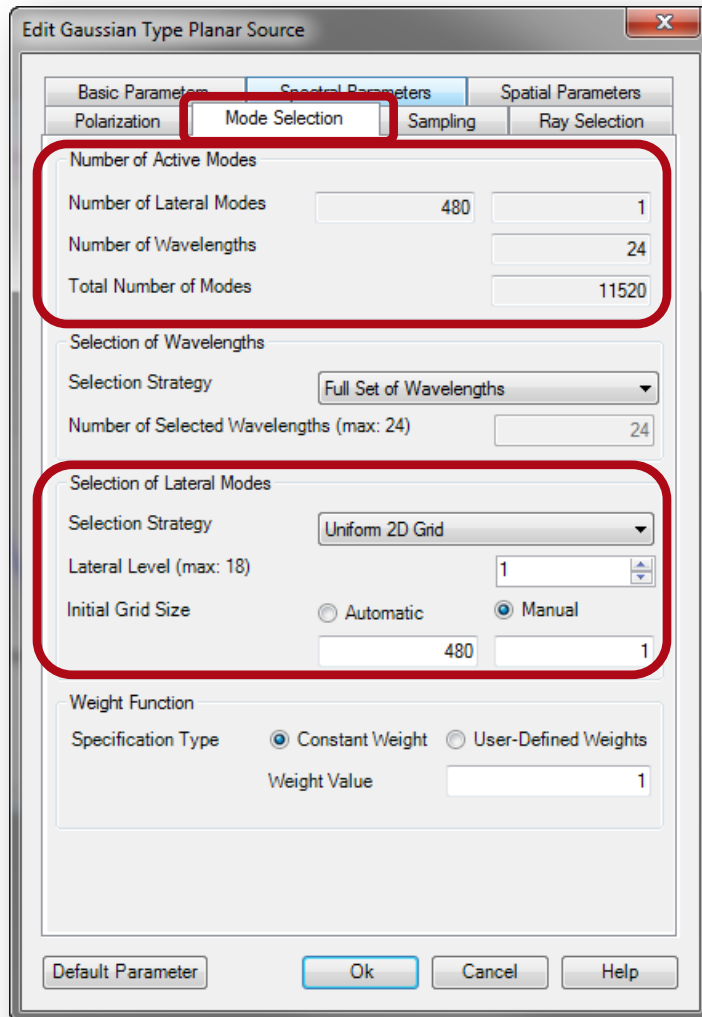 Edit Gaussian Type Planar Source
Basic Parameters Spectral Parameters Spatial Parameters
Polarization Mode Selection Sampling Ray Selection
Number of Active Modes
Number of Lateral Modes 480 1
Number of Wavelengths 24
Total Number of Modes 11520
Selection of Wavelengths
Selection Strategy Full Set of Wavelengths
Number of Selected Wavelengths (max: 24) 24
Selection of Lateral Modes
Selection Strategy Uniform 2D Grid
Lateral Level (max: 18) 1
Initial Grid Size Automatic Manual
480 1
Weight Function
Specification Type Constant Weight User-Defined Weights
Weight Value 1
Default Parameter Ok Cancel Help